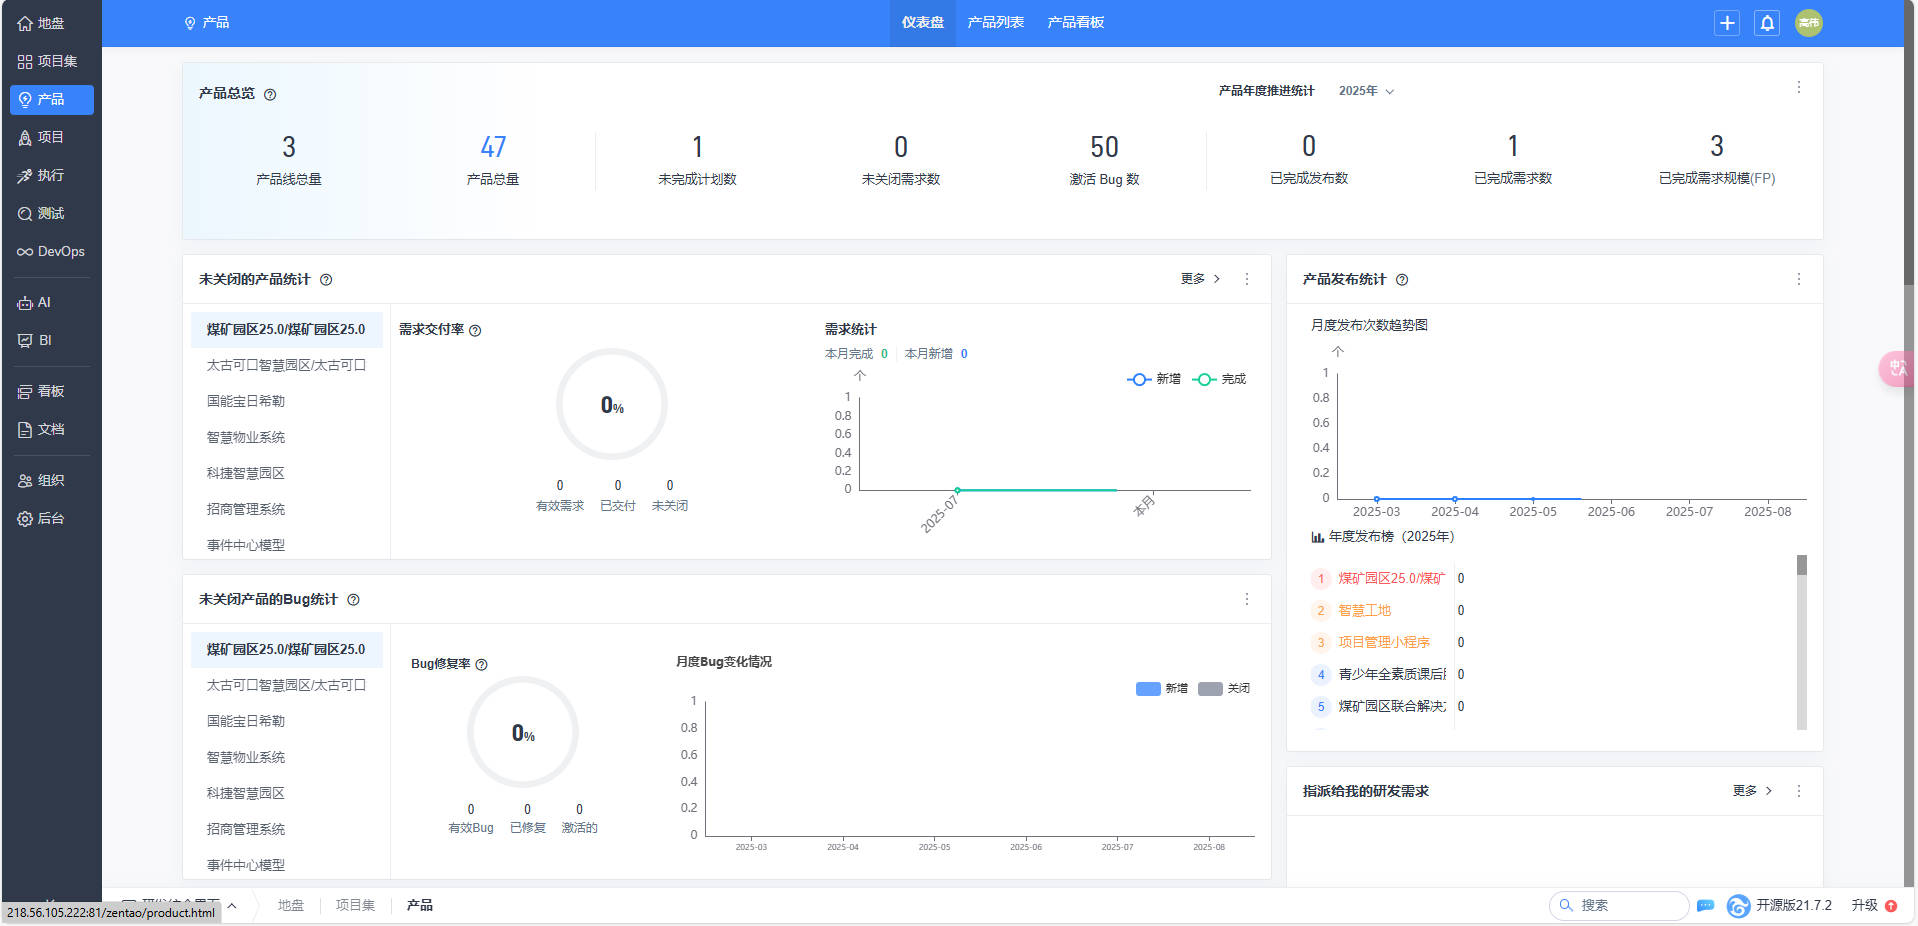 地盘
项目集
产品
项目
执行
测试
DevOps
AI
BI
看板
文档
组织
后台
产品
仪表盘 产品列表 产品看板
高伟
产品总览
产品年度推进统计 2025年
3 47 1 0 50 0 1 3
产品线总量 产品总量 未完成计划数 未关闭需求数 激活 Bug 数 已完成发布数 已完成需求数 已完成需求规模(FP)
未关闭的产品统计 更多
煤矿园区25.0/煤矿园区25.0
太古可口智慧园区/太古可口
国能宝日希勒
智慧物业系统
科捷智慧园区
招商管理系统
事件中心模型
需求交付率
0%
0 0 0
有效需求 已交付 未关闭
需求统计
本月完成 0 本月新增 0
新增 完成
1
0.8
0.6
0.4
0.2
0
2025-07 本月
未关闭产品的Bug统计
煤矿园区25.0/煤矿园区25.0
太古可口智慧园区/太古可口
国能宝日希勒
智慧物业系统
科捷智慧园区
招商管理系统
事件中心模型
Bug修复率
0%
0 0 0
有效Bug 已修复 激活的
月度Bug变化情况
新增 关闭
1
0.8
0.6
0.4
0.2
0
2025-03 2025-04 2025-05 2025-06 2025-07 2025-08
产品发布统计
月度发布次数趋势图
1
0.8
0.6
0.4
0.2
0
2025-03 2025-04 2025-05 2025-06 2025-07 2025-08
年度发布榜（2025年）
1 煤矿园区25.0/煤矿 0
2 智慧工地 0
3 项目管理小程序 0
4 青少年全素质课后 0
5 煤矿园区联合解决 0
指派给我的研发需求 更多
218.56.105.222:81/zentao/product.html
地盘 项目集 产品
搜索
开源版21.7.2 升级